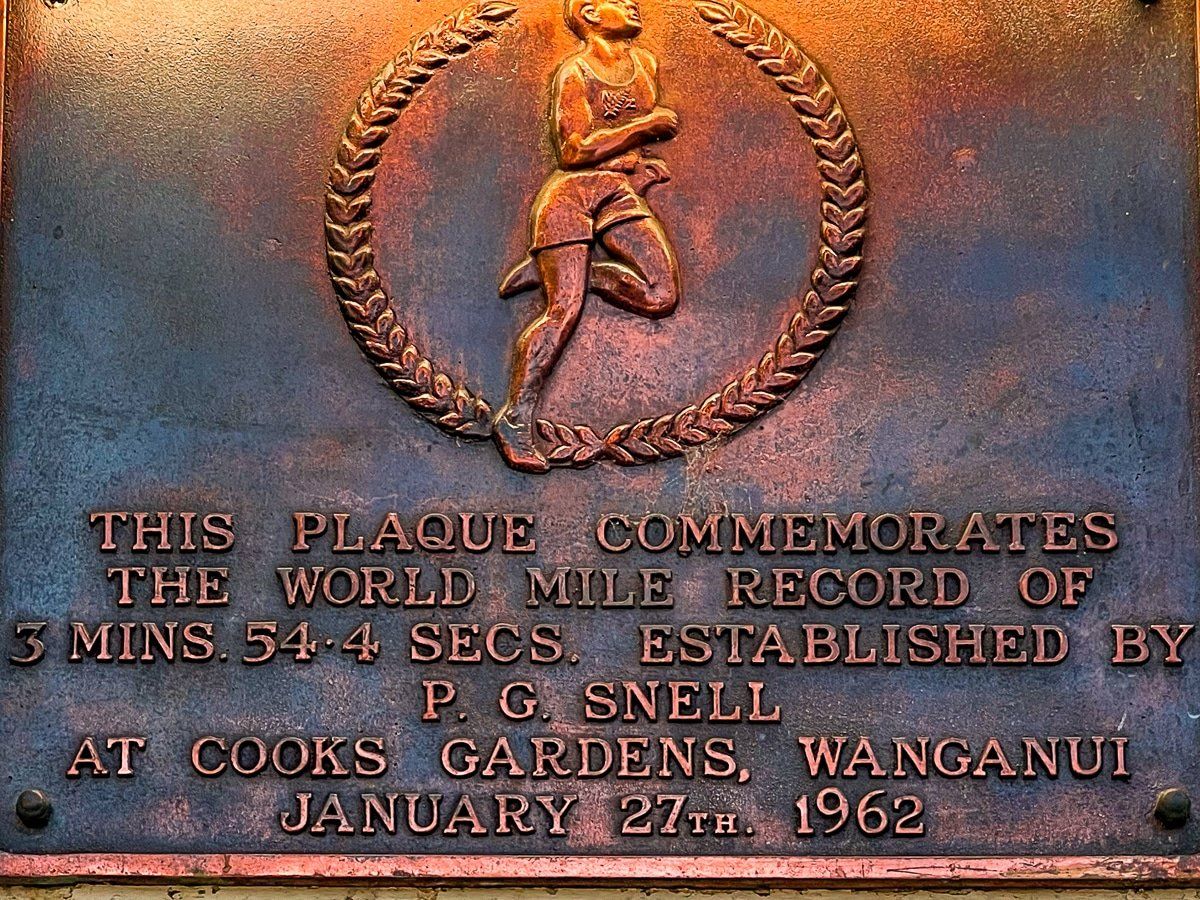 THIS PLAQUE COMMEMORATES
THE WORLD MILE RECORD OF
3 MINS. 54·4 SECS. ESTABLISHED BY
P. G. SNELL
AT COOKS GARDENS, WANGANUI
JANUARY 27TH. 1962